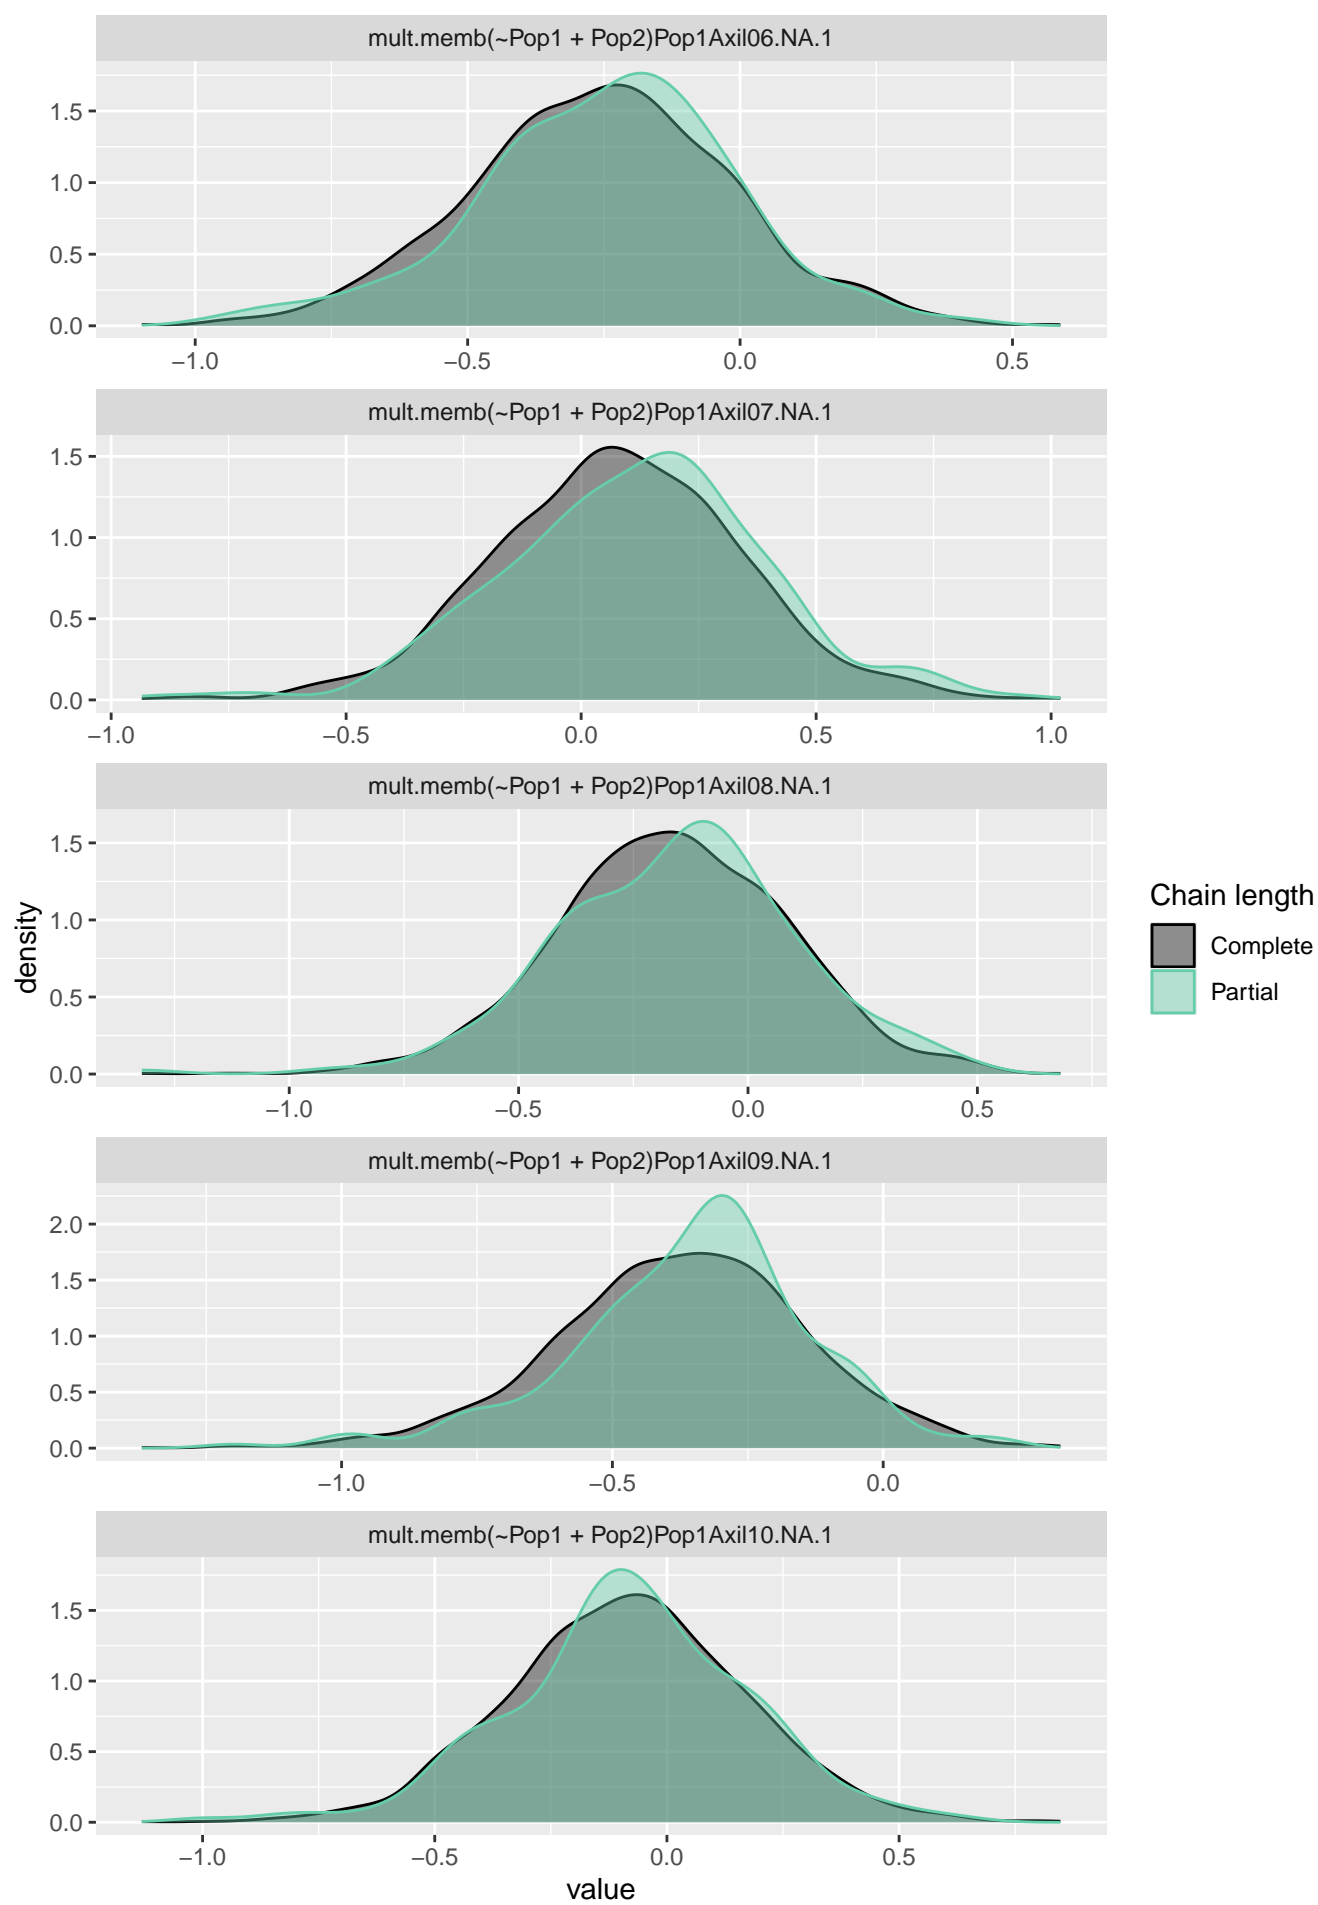 mult.memb(~Pop1 + Pop2)Pop1Axil06.NA.1
1.5
1.0
0.5
0.0
−1.0 −0.5 0.0 0.5
mult.memb(~Pop1 + Pop2)Pop1Axil07.NA.1
1.5
1.0
0.5
0.0
−1.0 −0.5 0.0 0.5 1.0
mult.memb(~Pop1 + Pop2)Pop1Axil08.NA.1
1.5
1.0
0.5
0.0
−1.0 −0.5 0.0 0.5
mult.memb(~Pop1 + Pop2)Pop1Axil09.NA.1
2.0
1.5
1.0
0.5
0.0
−1.0 −0.5 0.0
mult.memb(~Pop1 + Pop2)Pop1Axil10.NA.1
1.5
1.0
0.5
0.0
−1.0 −0.5 0.0 0.5
value
density
Chain length
Complete
Partial